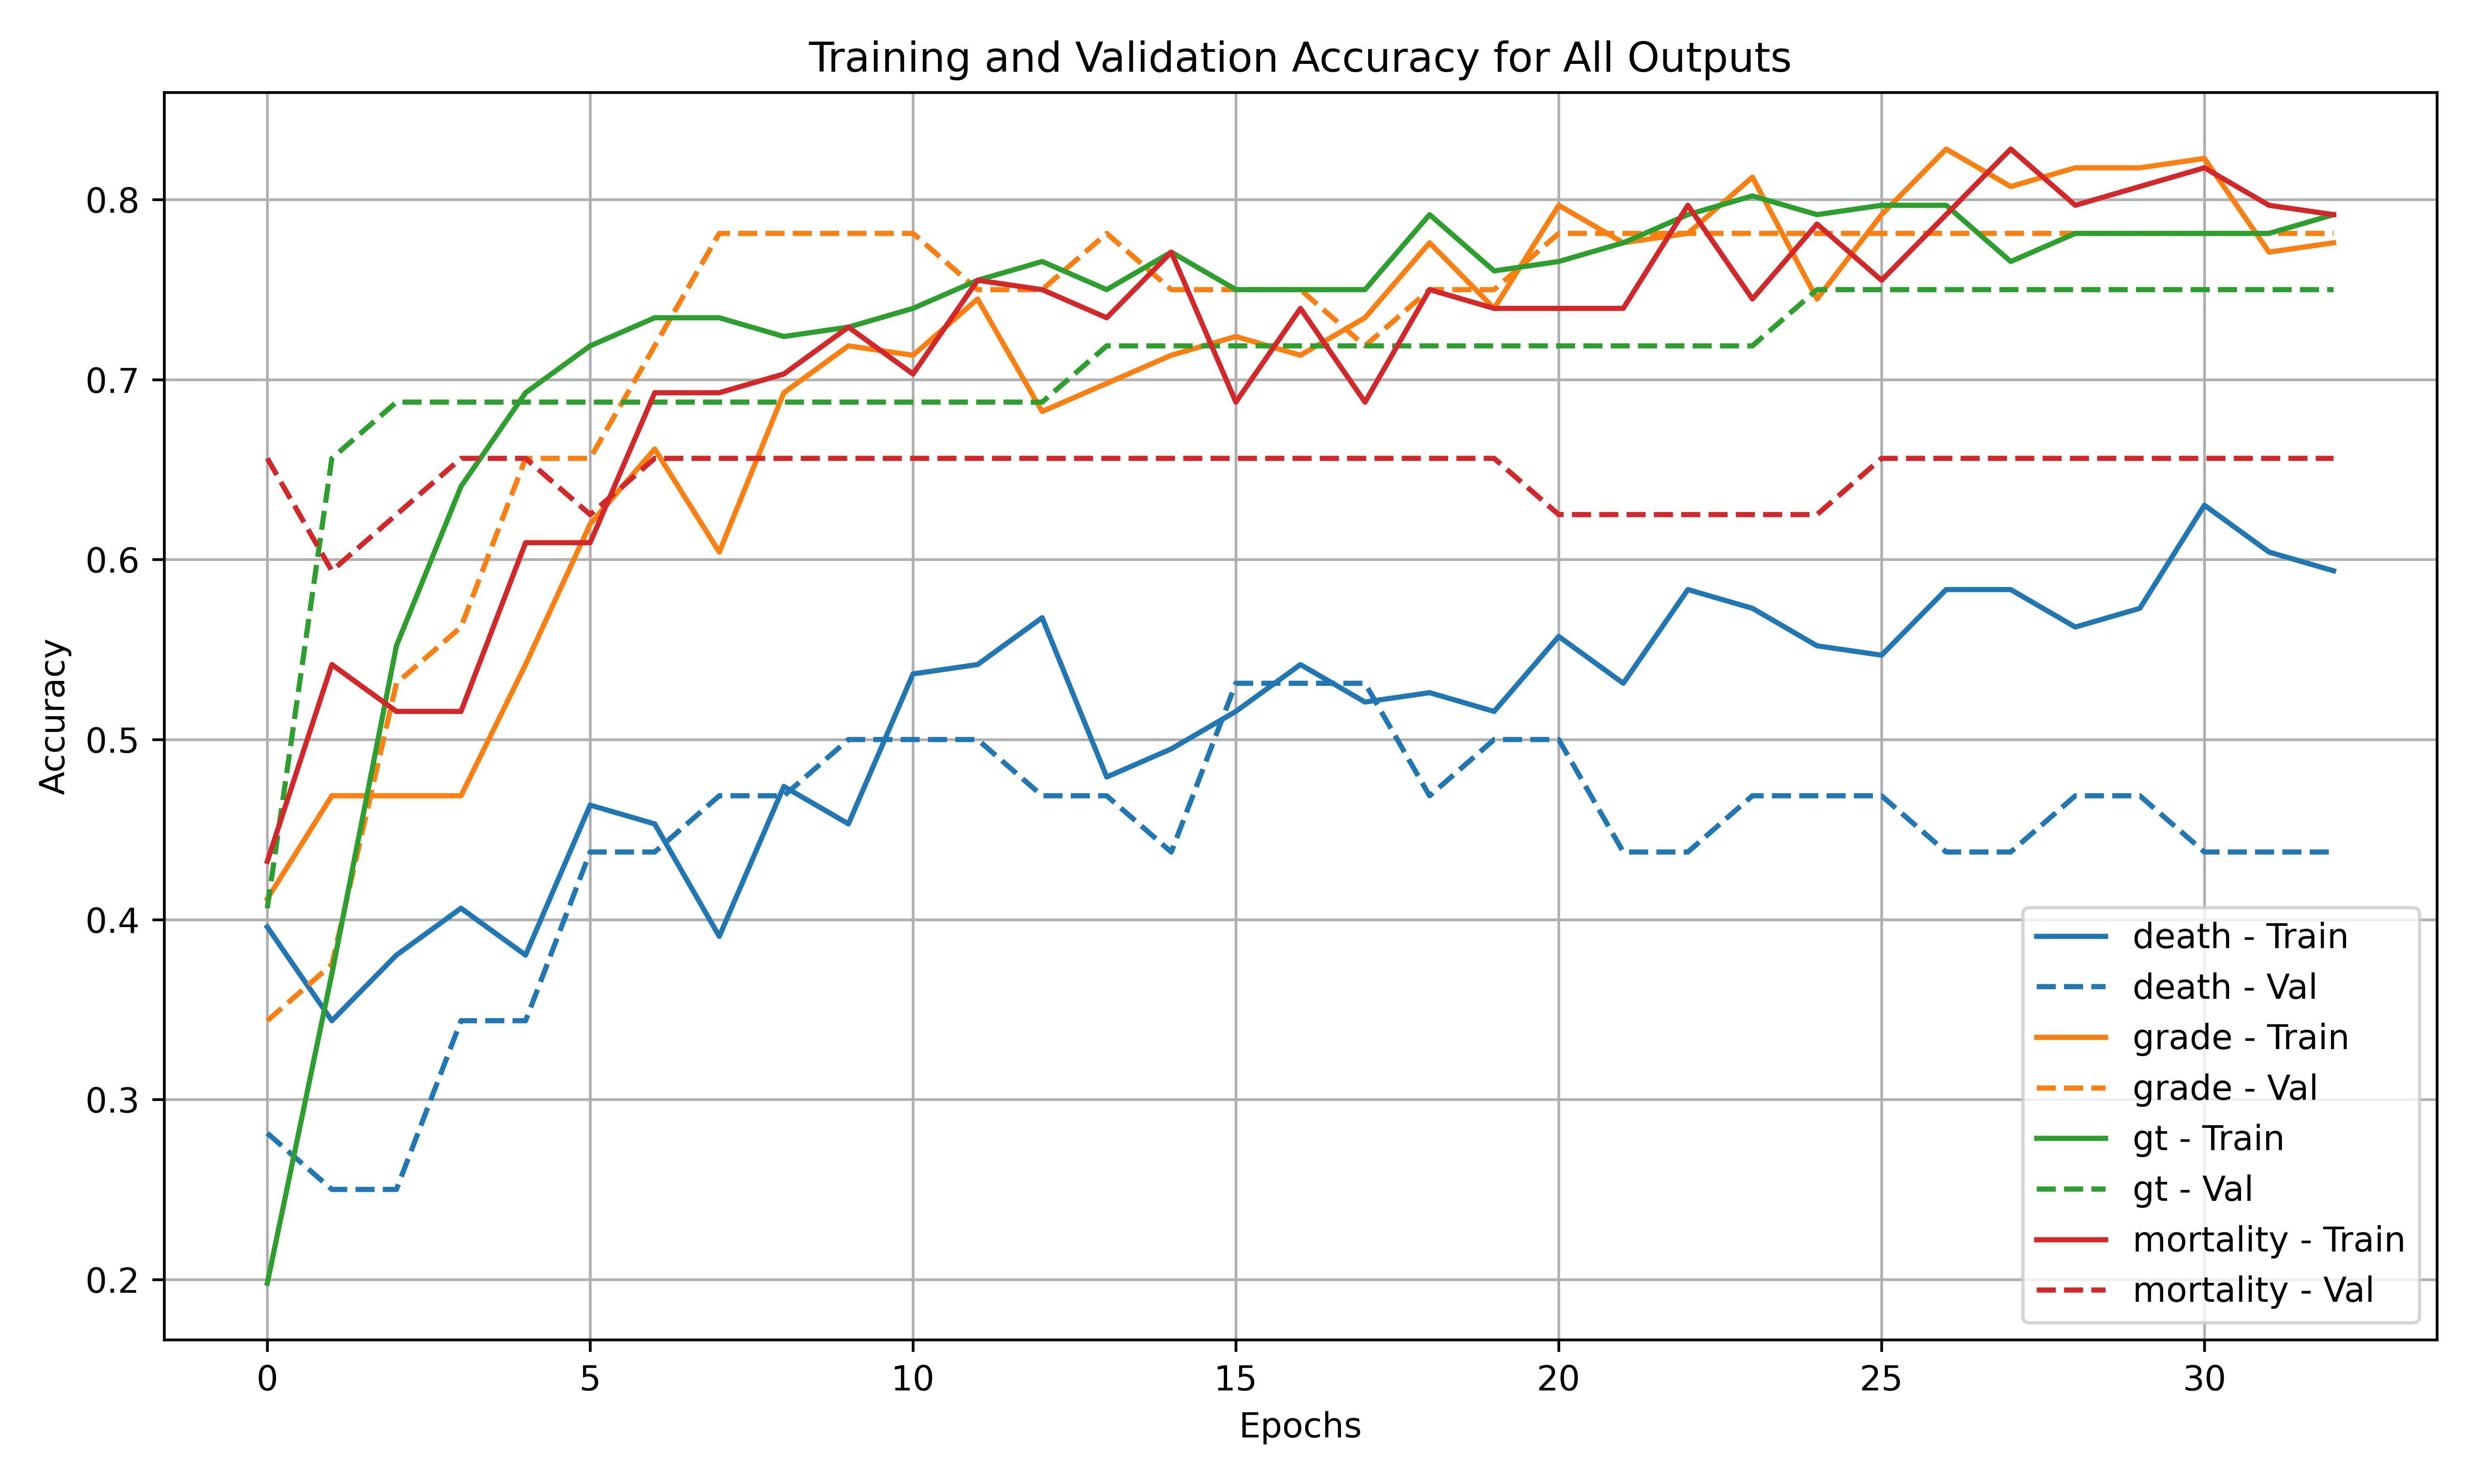 Training and Validation Accuracy for All Outputs
Accuracy
0.8
0.7
0.6
0.5
0.4
0.3
0.2
death - Train
death - Val
grade - Train
grade - Val
gt - Train
gt - Val
mortality - Train
mortality - Val
0 5 10 15 20 25 30
Epochs